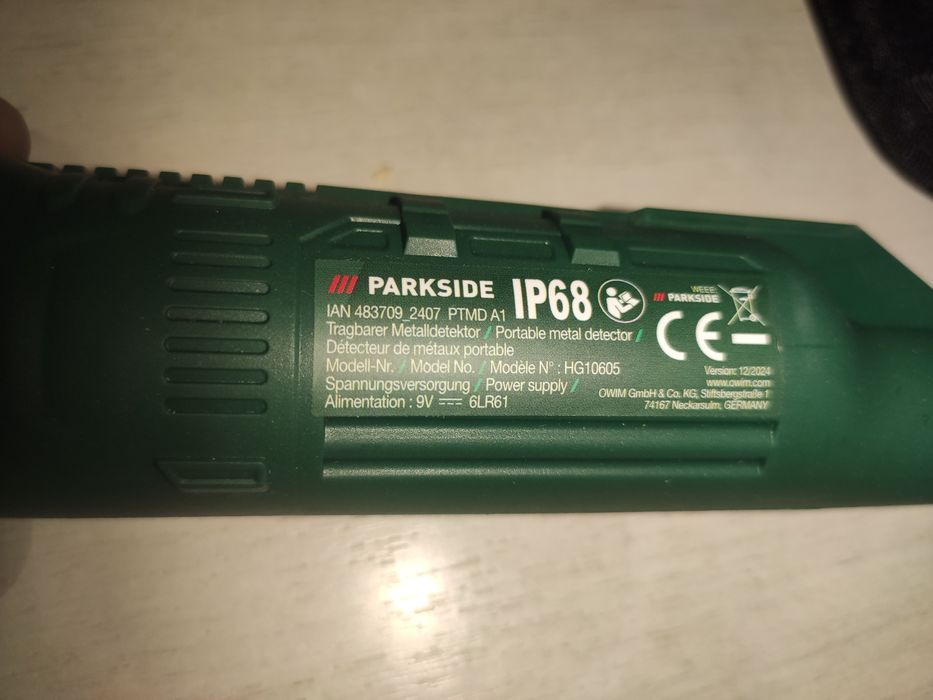 PARKSIDE IP68
IAN 483709_2407 PTMD A1
Tragbarer Metalldetektor / Portable metal detector /
Détecteur de métaux portable
Modell-Nr. / Model No. / Modèle N° : HG10605
Spannungsversorgung / Power supply /
Alimentation : 9V 6LR61
WEEE:
PARKSIDE
CE
Version: 12/2024
www.owim.com
OWIM GmbH & Co. KG, Stiftsbergstraße 1
74167 Neckarsulm, GERMANY